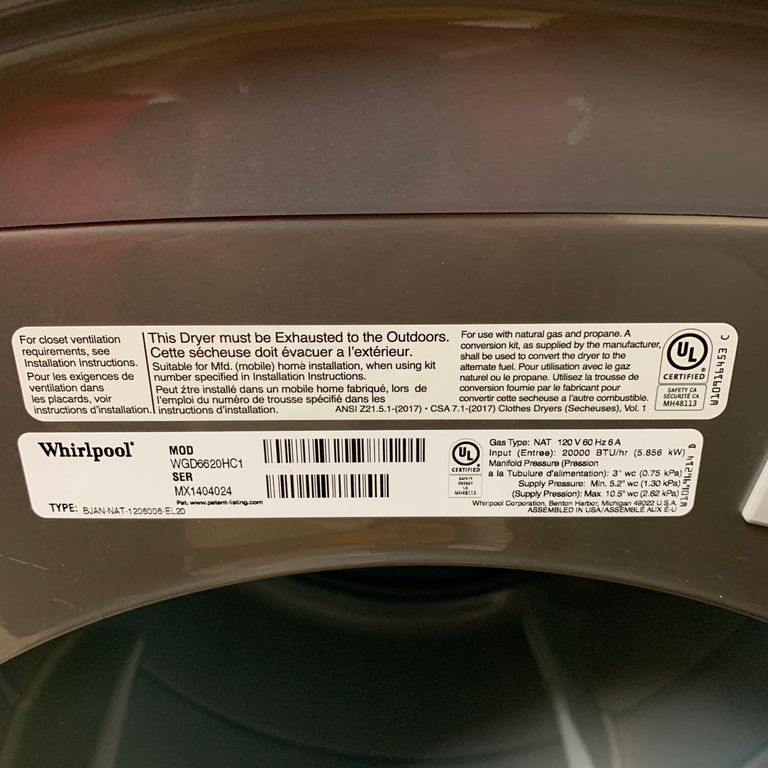 For closet ventilation
requirements, see
Installation Instructions.
Pour les exigences de
ventilation dans
les placards, voir
instructions d'installation.
This Dryer must be Exhausted to the Outdoors.
Cette sécheuse doit évacuer a l'extérieur.
Suitable for Mfd. (mobile) home installation, when using kit
number specified in Installation Instructions.
Peut être installé dans un mobile home fabriqué, lors de
l'emploi du numéro de trousse spécifié dans les
instructions d'installation.
ANSI Z21.5.1-(2017) • CSA 7.1-(2017) Clothes Dryers (Secheuses), Vol. 1
For use with natural gas and propane. A
conversion kit, as supplied by the manufacturer,
shall be used to convert the dryer to the
alternate fuel. Pour utilisation avec le gaz
naturel ou le propane. Utilisez la trousse de
conversion fournie par le fabricant pour
convertir cette secheuse a l'autre combustible.
UL
CERTIFIED
SAFETY CA
SÉCURITÉ CA
MH48113
W10919453 C
Whirlpool
MOD
WGD6620HC1
SER
MX1404024
Pat. www.patent-listing.com
TYPE: BJAN-NAT-1206006-EL20
UL
CERTIFIED
SAFETY
ENERGY
US
MH48113
Gas Type: NAT 120 V 60 Hz 6 A
Input (Entree): 20000 BTU/hr (5.856 kW)
Manifold Pressure (Pression
a la Tubulure d'alimentation): 3" wc (0.75 kPa)
Supply Pressure: Min. 5.2" wc (1.30 kPa)
(Supply Pression): Max. 10.5" wc (2.62 kPa)
Whirlpool Corporation, Benton Harbor, Michigan 49022 U.S.A.
ASSEMBLED IN USA/ASSEMBLÉ AUX É-U